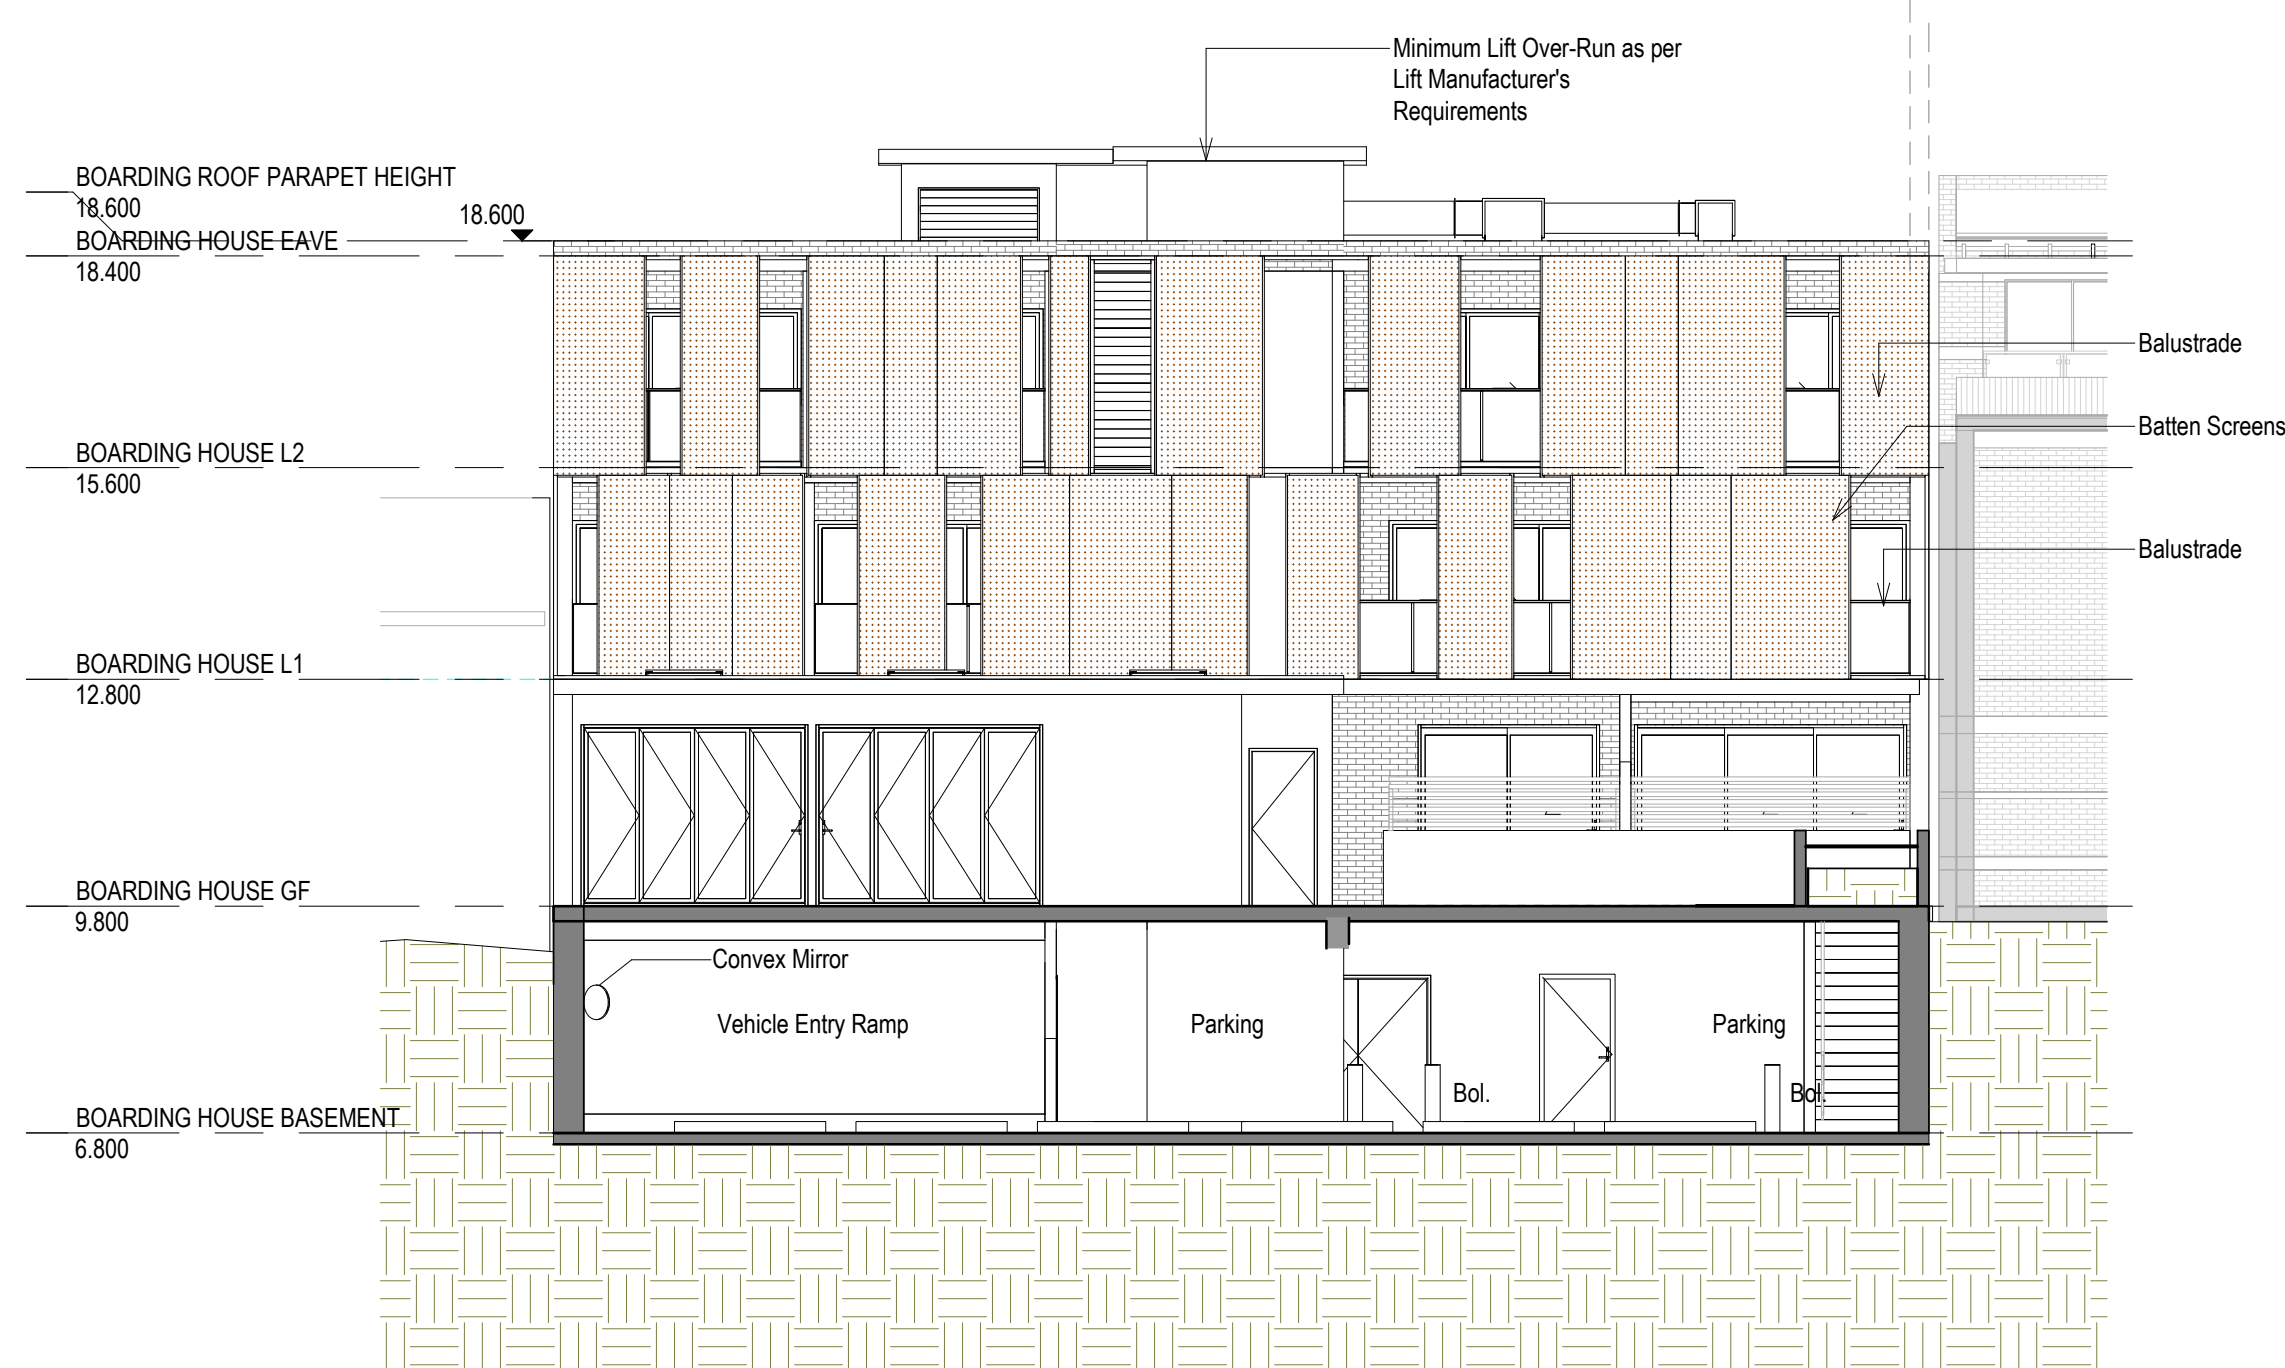 Minimum Lift Over-Run as per
Lift Manufacturer's
Requirements
BOARDING ROOF PARAPET HEIGHT
18.600
18.600
BOARDING HOUSE EAVE
18.400
Balustrade
Batten Screens
BOARDING HOUSE L2
15.600
Balustrade
BOARDING HOUSE L1
12.800
BOARDING HOUSE GF
9.800
Convex Mirror
Vehicle Entry Ramp
Parking
Parking
Bol.
Bol.
BOARDING HOUSE BASEMENT
6.800